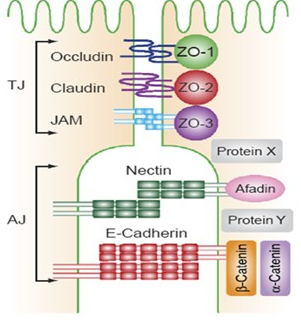 Occludin
ZO-1
TJ
Claudin
ZO-2
JAM
ZO-3
Protein X
Nectin
Afadin
AJ
Protein Y
E-Cadherin
β-Catenin
α-Catenin